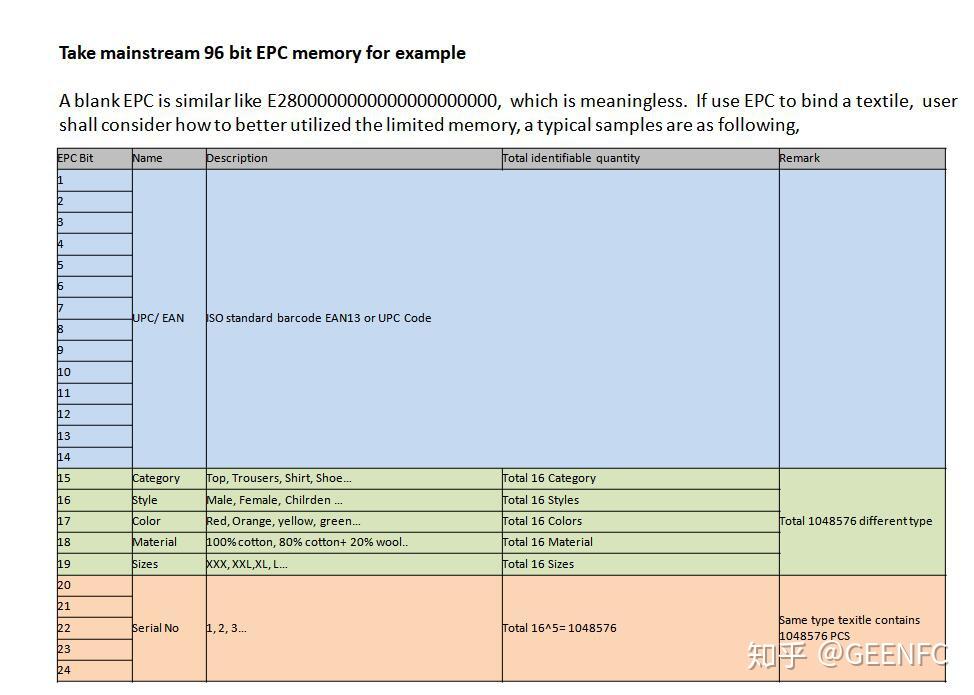 Take mainstream 96 bit EPC memory for example
A blank EPC is similar like E28000000000000000000000, which is meaningless. If use EPC to bind a textile, user
shall consider how to better utilized the limited memory, a typical samples are as following,
EPC Bit Name Description Total identifiable quantity Remark
1
2
3
4
5
6
7
UPC/ EAN ISO standard barcode EAN13 or UPC Code
8
9
10
11
12
13
14
15 Category Top, Trousers, Shirt, Shoe... Total 16 Category
16 Style Male, Female, Chilrden ... Total 16 Styles
17 Color Red, Orange, yellow, green... Total 16 Colors Total 1048576 different type
18 Material 100% cotton, 80% cotton+ 20% wool.. Total 16 Material
19 Sizes XXX, XXL,XL, L... Total 16 Sizes
20
21
22 Serial No 1, 2, 3... Total 16^5= 1048576 Same type texitle contains
1048576 PCS
23
24
知乎 @GEENFC